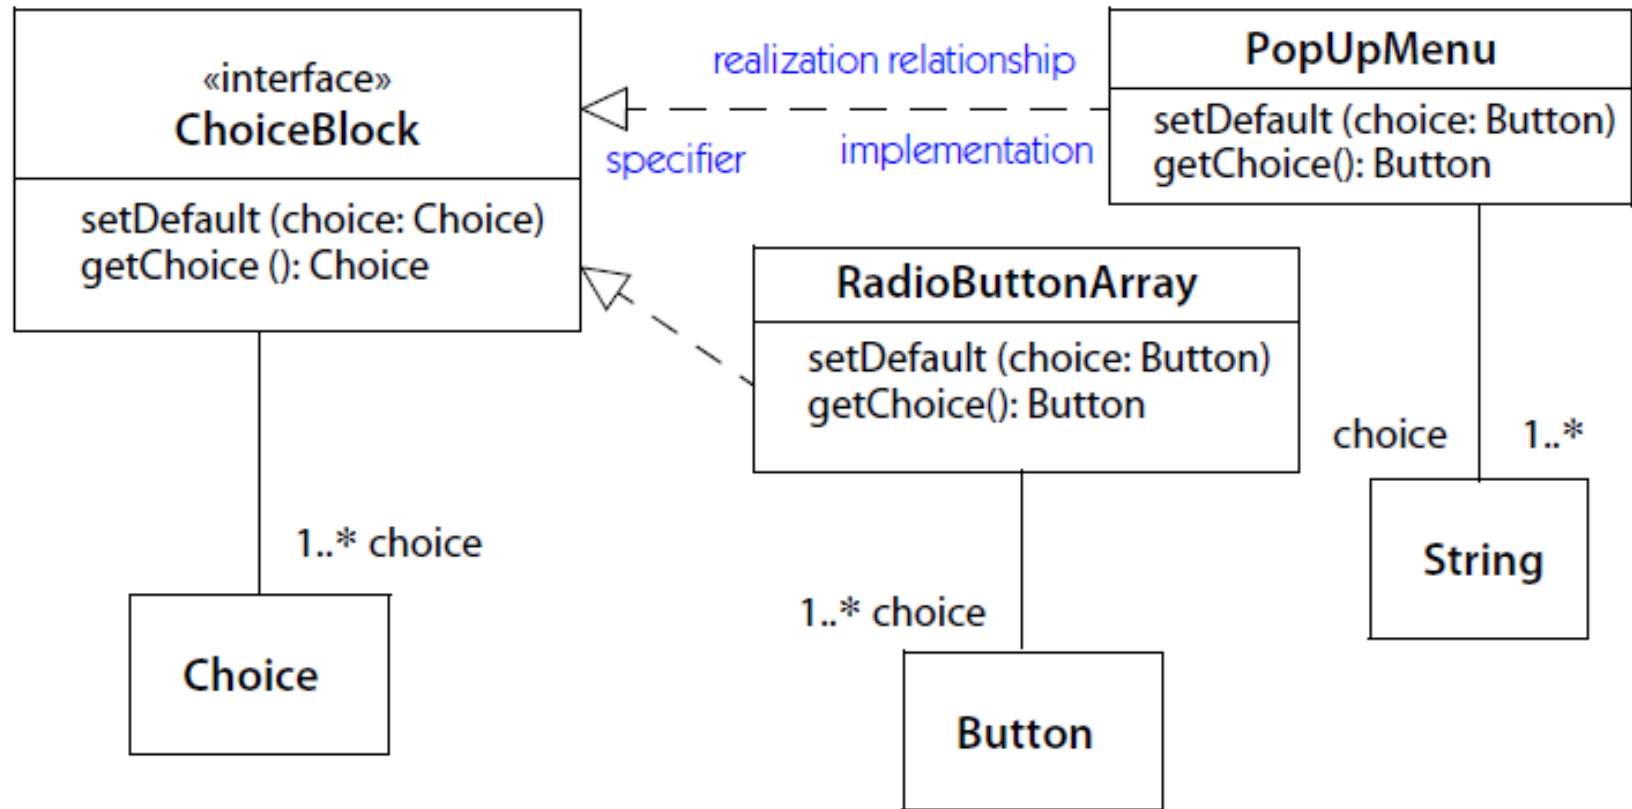 «interface»
ChoiceBlock
setDefault (choice: Choice)
getChoice (): Choice
realization relationship
specifier
implementation
PopUpMenu
setDefault (choice: Button)
getChoice(): Button
RadioButtonArray
setDefault (choice: Button)
getChoice(): Button
choice 1..*
String
1..* choice
Choice
1..* choice
Button